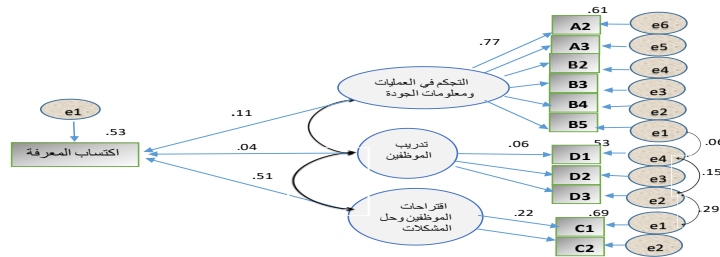 .61
A2
e6
.77
A3
e5
التجكم في العمليات
ومعلومات الجودة
B2
e4
B3
e3
e1
.53
.11
B4
e2
B5
e1
اكتساب المعرفة
.04
تدريب
الموظفين
.06
.53
D1
e4
.06
D2
e3
.15
.51
D3
e2
اقتراحات
الموظفين وحل
المشكلات
.22
.69
.29
C1
e1
C2
e2